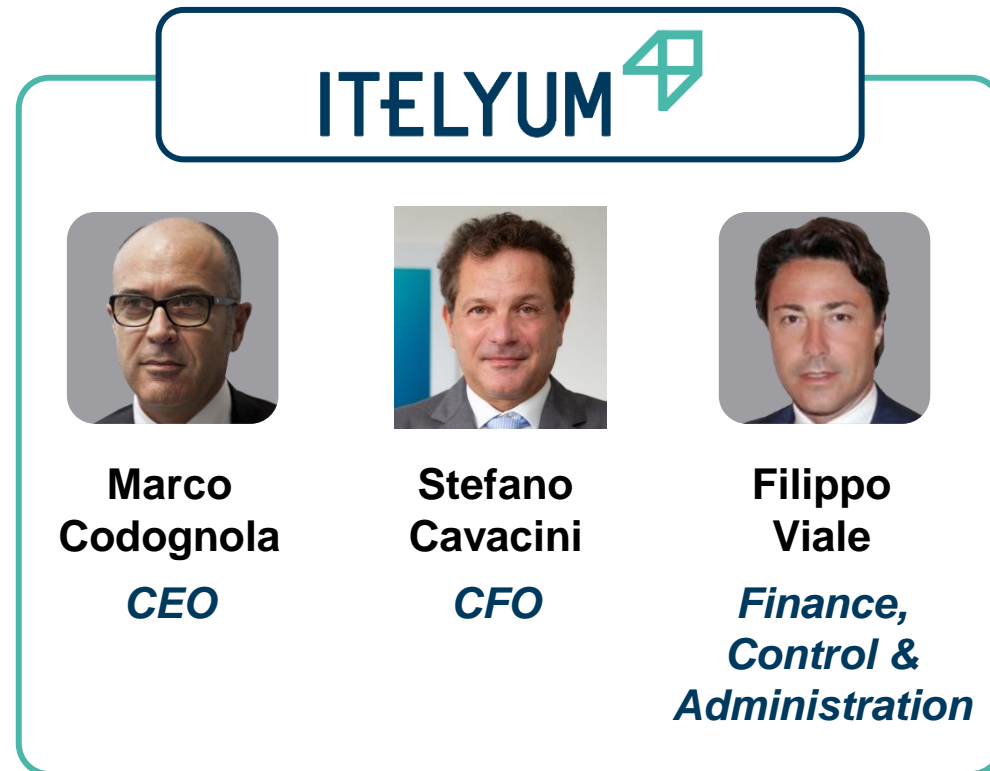 ITELYUM
Marco
Codognola
CEO
Stefano
Cavacini
CFO
Filippo
Viale
Finance,
Control &
Administration